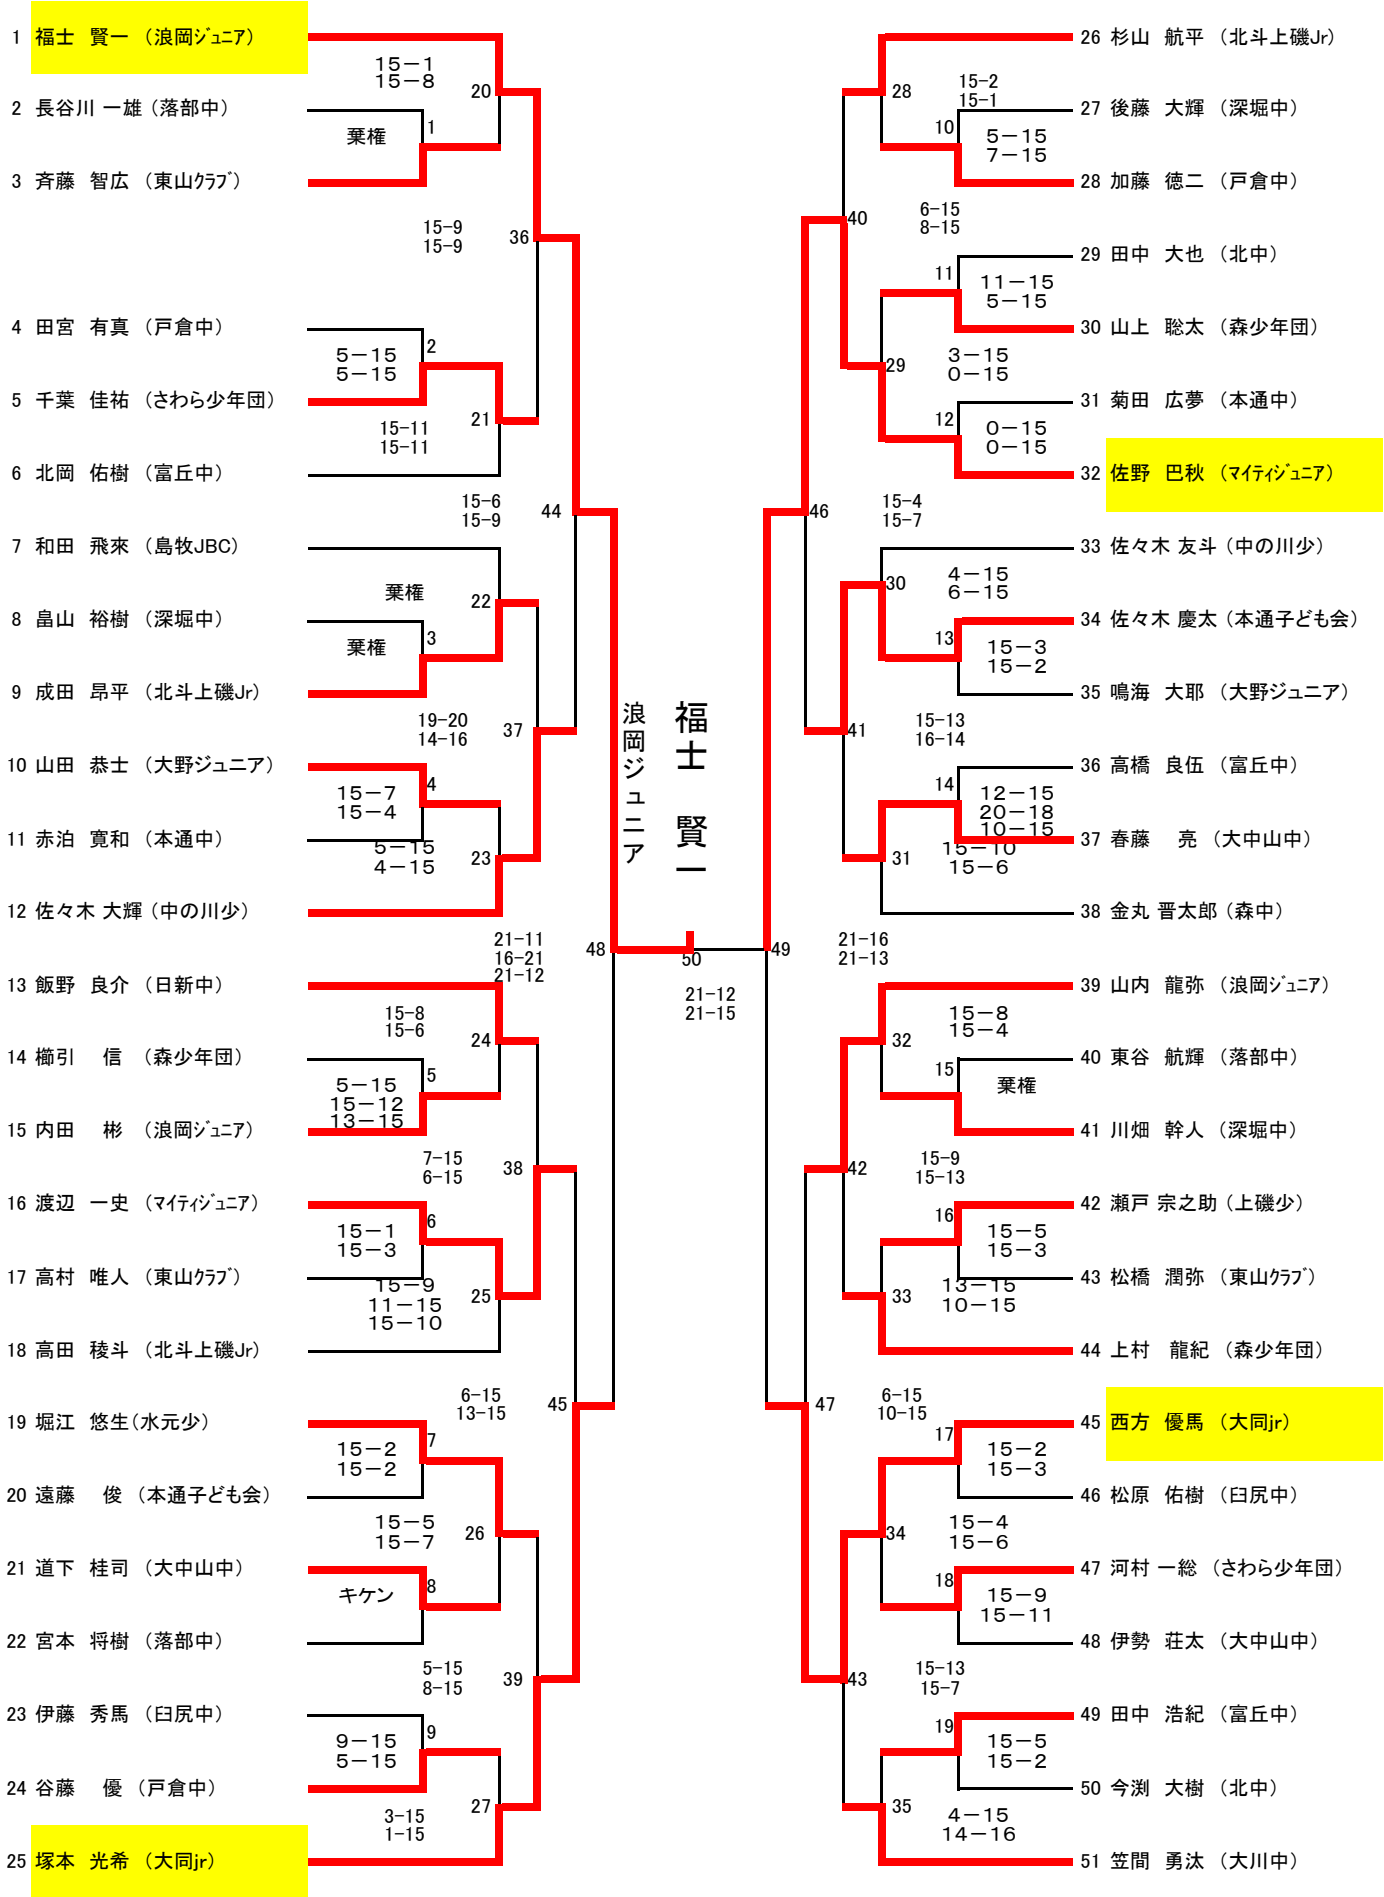 1 福士 賢一 （浪岡ジュニア）
15－1
15－8
20
2 長谷川 一雄 （落部中）
棄権
1
3 斉藤 智広 （東山クラブ）
15-9
15-9
36
4 田宮 有真 （戸倉中）
5－15
5－15
2
5 千葉 佳祐 （さわら少年団）
15-11
15-11
21
6 北岡 佑樹 （富丘中）
15-6
15-9
44
7 和田 飛來 （島牧JBC）
棄権
22
8 畠山 裕樹 （深堀中）
棄権
3
9 成田 昂平 （北斗上磯Jr）
19-20
14-16
37
10 山田 恭士 （大野ジュニア）
15－7
15－4
4
11 赤泊 寛和 （本通中）
5－15
4－15
23
12 佐々木 大輝 （中の川少）
21-11
16-21
21-12
48
13 飯野 良介 （日新中）
15-8
15-6
24
14 櫛引 信 （森少年団）
5－15
15－12
13－15
5
15 内田 彬 （浪岡ジュニア）
7-15
6-15
38
16 渡辺 一史 （マイティジュニア）
15－1
15－3
6
17 高村 唯人 （東山クラブ）
15－9
11－15
15－10
25
18 高田 稜斗 （北斗上磯Jr）
6-15
13-15
45
19 堀江 悠生（水元少）
15－2
15－2
7
20 遠藤 俊 （本通子ども会）
15－5
15－7
26
21 道下 桂司 （大中山中）
キケン
8
22 宮本 将樹 （落部中）
5-15
8-15
39
23 伊藤 秀馬 （臼尻中）
9－15
5－15
9
24 谷藤 優 （戸倉中）
3-15
1-15
27
25 塚本 光希 （大同jr）
浪岡ジュニア
福士 賢一
50
21-12
21-15
26 杉山 航平 （北斗上磯Jr）
28
15-2
15-1
27 後藤 大輝 （深堀中）
10
5－15
7－15
28 加藤 徳二 （戸倉中）
40
6-15
8-15
29 田中 大也 （北中）
11
11－15
5－15
30 山上 聡太 （森少年団）
29
3－15
0－15
31 菊田 広夢 （本通中）
12
0－15
0－15
32 佐野 巴秋 （マイティジュニア）
46
15-4
15-7
33 佐々木 友斗 （中の川少）
30
4－15
6－15
34 佐々木 慶太 （本通子ども会）
13
15－3
15－2
35 鳴海 大耶 （大野ジュニア）
41
15-13
16-14
36 高橋 良伍 （富丘中）
14
12－15
20－18
10－15
37 春藤 亮 （大中山中）
31
15－10
15－6
38 金丸 晋太郎 （森中）
49
21-16
21-13
39 山内 龍弥 （浪岡ジュニア）
32
15－8
15－4
40 東谷 航輝 （落部中）
15
棄権
41 川畑 幹人 （深堀中）
42
15-9
15-13
42 瀬戸 宗之助 （上磯少）
16
15－5
15－3
43 松橋 潤弥 （東山クラブ）
33
13－15
10－15
44 上村 龍紀 （森少年団）
47
6-15
10-15
45 西方 優馬 （大同jr）
17
15－2
15－3
46 松原 佑樹 （臼尻中）
34
15－4
15－6
47 河村 一総 （さわら少年団）
18
15－9
15－11
48 伊勢 荘太 （大中山中）
43
15-13
15-7
49 田中 浩紀 （富丘中）
19
15－5
15－2
50 今渕 大樹 （北中）
35
4－15
14－16
51 笠間 勇汰 （大川中）